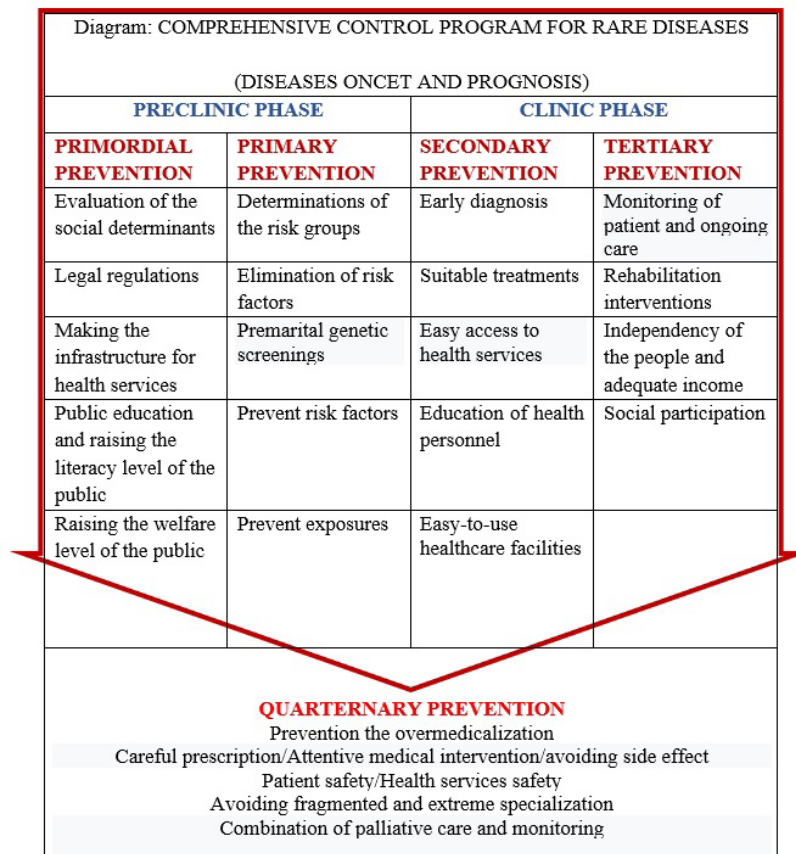 Diagram: COMPREHENSIVE CONTROL PROGRAM FOR RARE DISEASES
(DISEASES ONCET AND PROGNOSIS)
PRECLINIC PHASE
CLINIC PHASE
PRIMORDIAL
PREVENTION
PRIMARY
PREVENTION
SECONDARY
PREVENTION
TERTIARY
PREVENTION
Evaluation of the
social determinants
Determinations of
the risk groups
Early diagnosis
Monitoring of
patient and ongoing
care
Legal regulations
Elimination of risk
factors
Suitable treatments
Rehabilitation
interventions
Making the
infrastructure for
health services
Premarital genetic
screenings
Easy access to
health services
Independency of
the people and
adequate income
Public education
and raising the
literacy level of the
public
Prevent risk factors
Education of health
personnel
Social participation
Raising the welfare
level of the public
Prevent exposures
Easy-to-use
healthcare facilities
QUARTERNARY PREVENTION
Prevention the overmedicalization
Careful prescription/Attentive medical intervention/avoiding side effect
Patient safety/Health services safety
Avoiding fragmented and extreme specialization
Combination of palliative care and monitoring